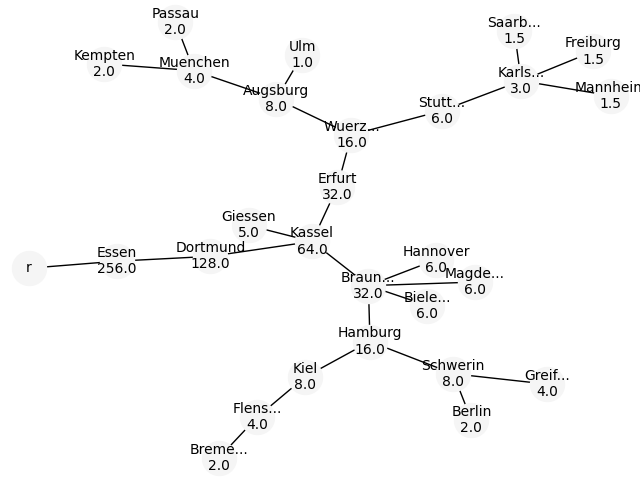 Passau
2.0
Saarb...
1.5
Freiburg
1.5
Ulm
1.0
Kempten
2.0
Muenchen
4.0
Karls...
3.0
Mannheim
1.5
Augsburg
8.0
Stutt...
6.0
Wuerz...
16.0
Erfurt
32.0
Giessen
5.0
Kassel
64.0
Dortmund
128.0
Essen
256.0
r
Hannover
6.0
Magde...
6.0
Braun...
32.0
Biele...
6.0
Hamburg
16.0
Kiel
8.0
Schwerin
8.0
Greif...
4.0
Flens...
4.0
Berlin
2.0
Breme...
2.0